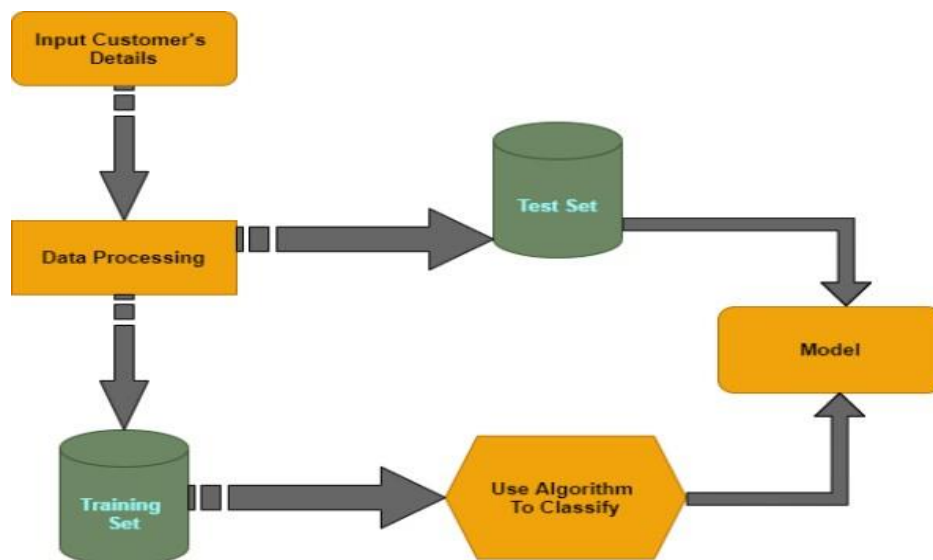 Input Customer's
Details
Test Set
Data Processing
Model
Training
Set
Use Algorithm
To Classify